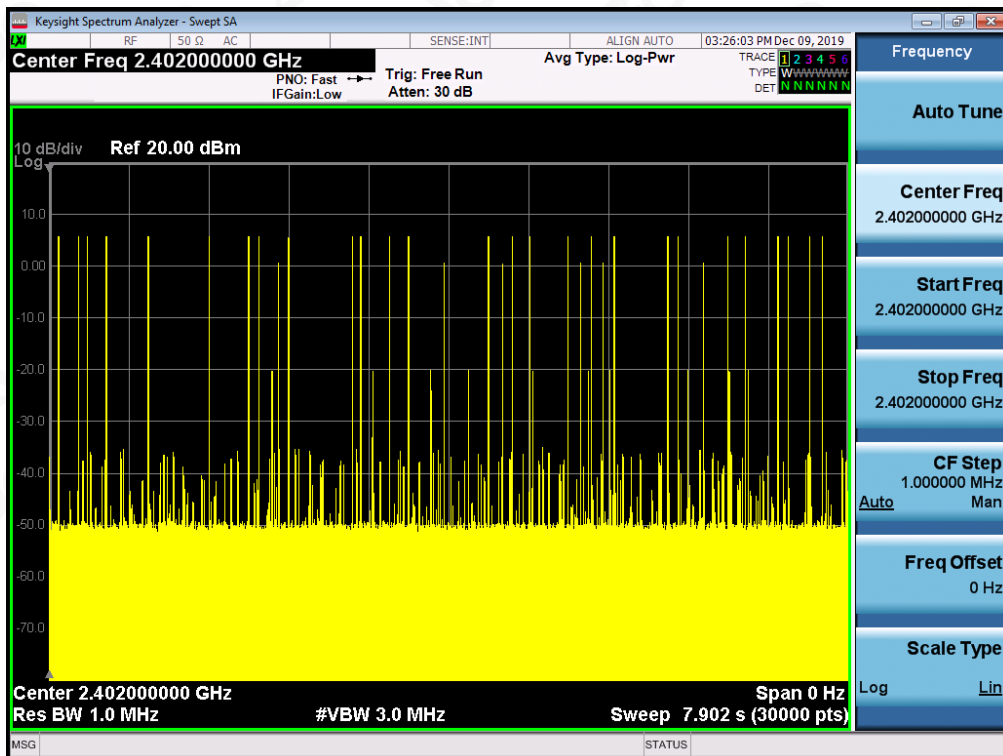 Keysight Spectrum Analyzer - Swept SA
LXI RF 50 Ω AC SENSE:INT ALIGN AUTO 03:26:03 PM Dec 09, 2019
Center Freq 2.402000000 GHz
PNO: Fast
IFGain:Low
Trig: Free Run
Atten: 30 dB
Avg Type: Log-Pwr
TRACE 1 2 3 4 5 6
TYPE W
DET N N N N N N
10 dB/div Ref 20.00 dBm
Log
10.0
0.00
-10.0
-20.0
-30.0
-40.0
-50.0
-60.0
-70.0
Center 2.402000000 GHz Span 0 Hz
Res BW 1.0 MHz #VBW 3.0 MHz Sweep 7.902 s (30000 pts)
MSG STATUS
Frequency
Auto Tune
Center Freq
2.402000000 GHz
Start Freq
2.402000000 GHz
Stop Freq
2.402000000 GHz
CF Step
1.000000 MHz
Auto Man
Freq Offset
0 Hz
Scale Type
Log Lin